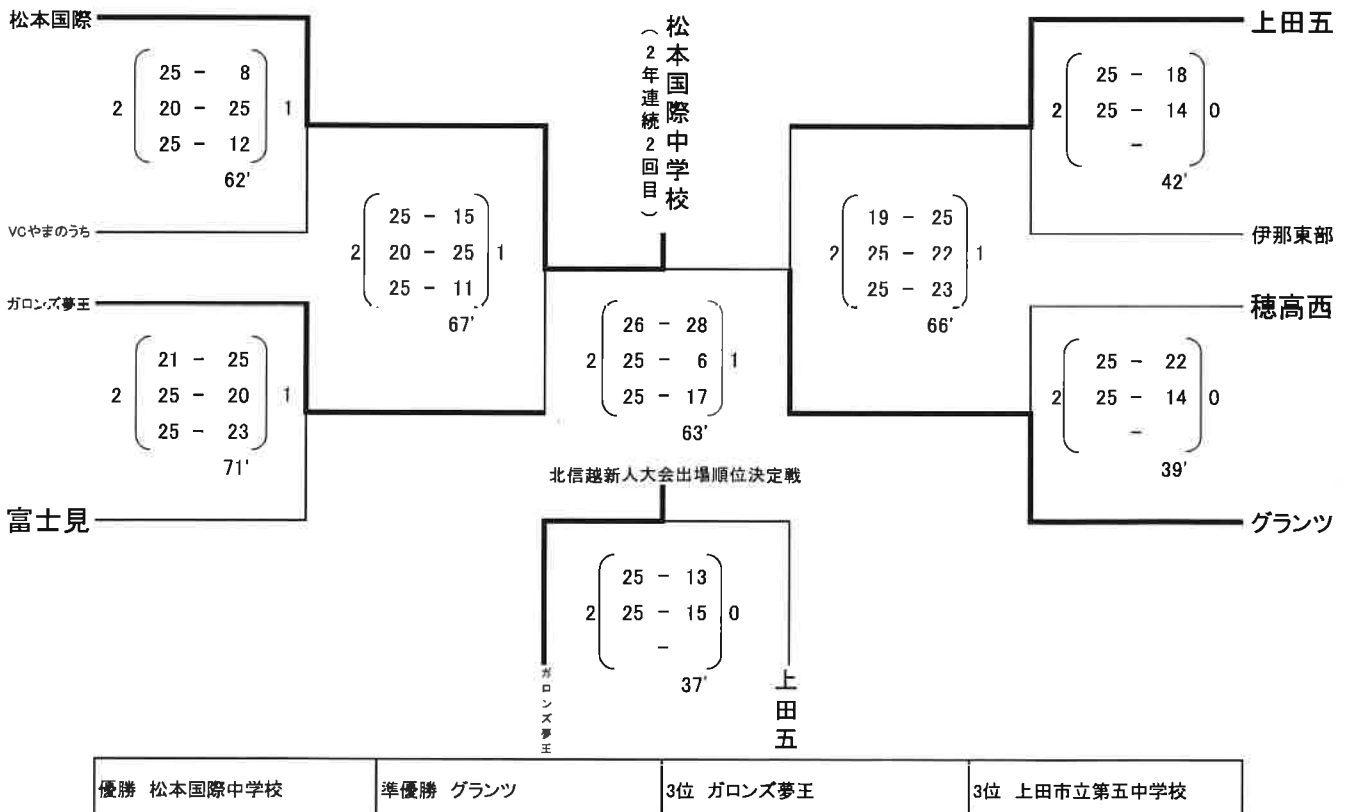 松本国際
25 - 8
2 20 - 25 1
25 - 12
62'
VCやまのうち
ガロンズ夢王
21 - 25
2 25 - 20 1
25 - 23
71'
富士見
25 - 15
2 20 - 25 1
25 - 11
67'
松本国際中学校
（2年連続2回目）
26 - 28
2 25 - 6 1
25 - 17
63'
上田五
25 - 18
2 25 - 14 0
-
42'
伊那東部
19 - 25
2 25 - 22 1
25 - 23
66'
穂高西
25 - 22
2 25 - 14 0
-
39'
グランツ
北信越新人大会出場順位決定戦
25 - 13
2 25 - 15 0
-
37'
ガロンズ夢王
上田五
優勝 松本国際中学校
準優勝 グランツ
3位 ガロンズ夢王
3位 上田市立第五中学校